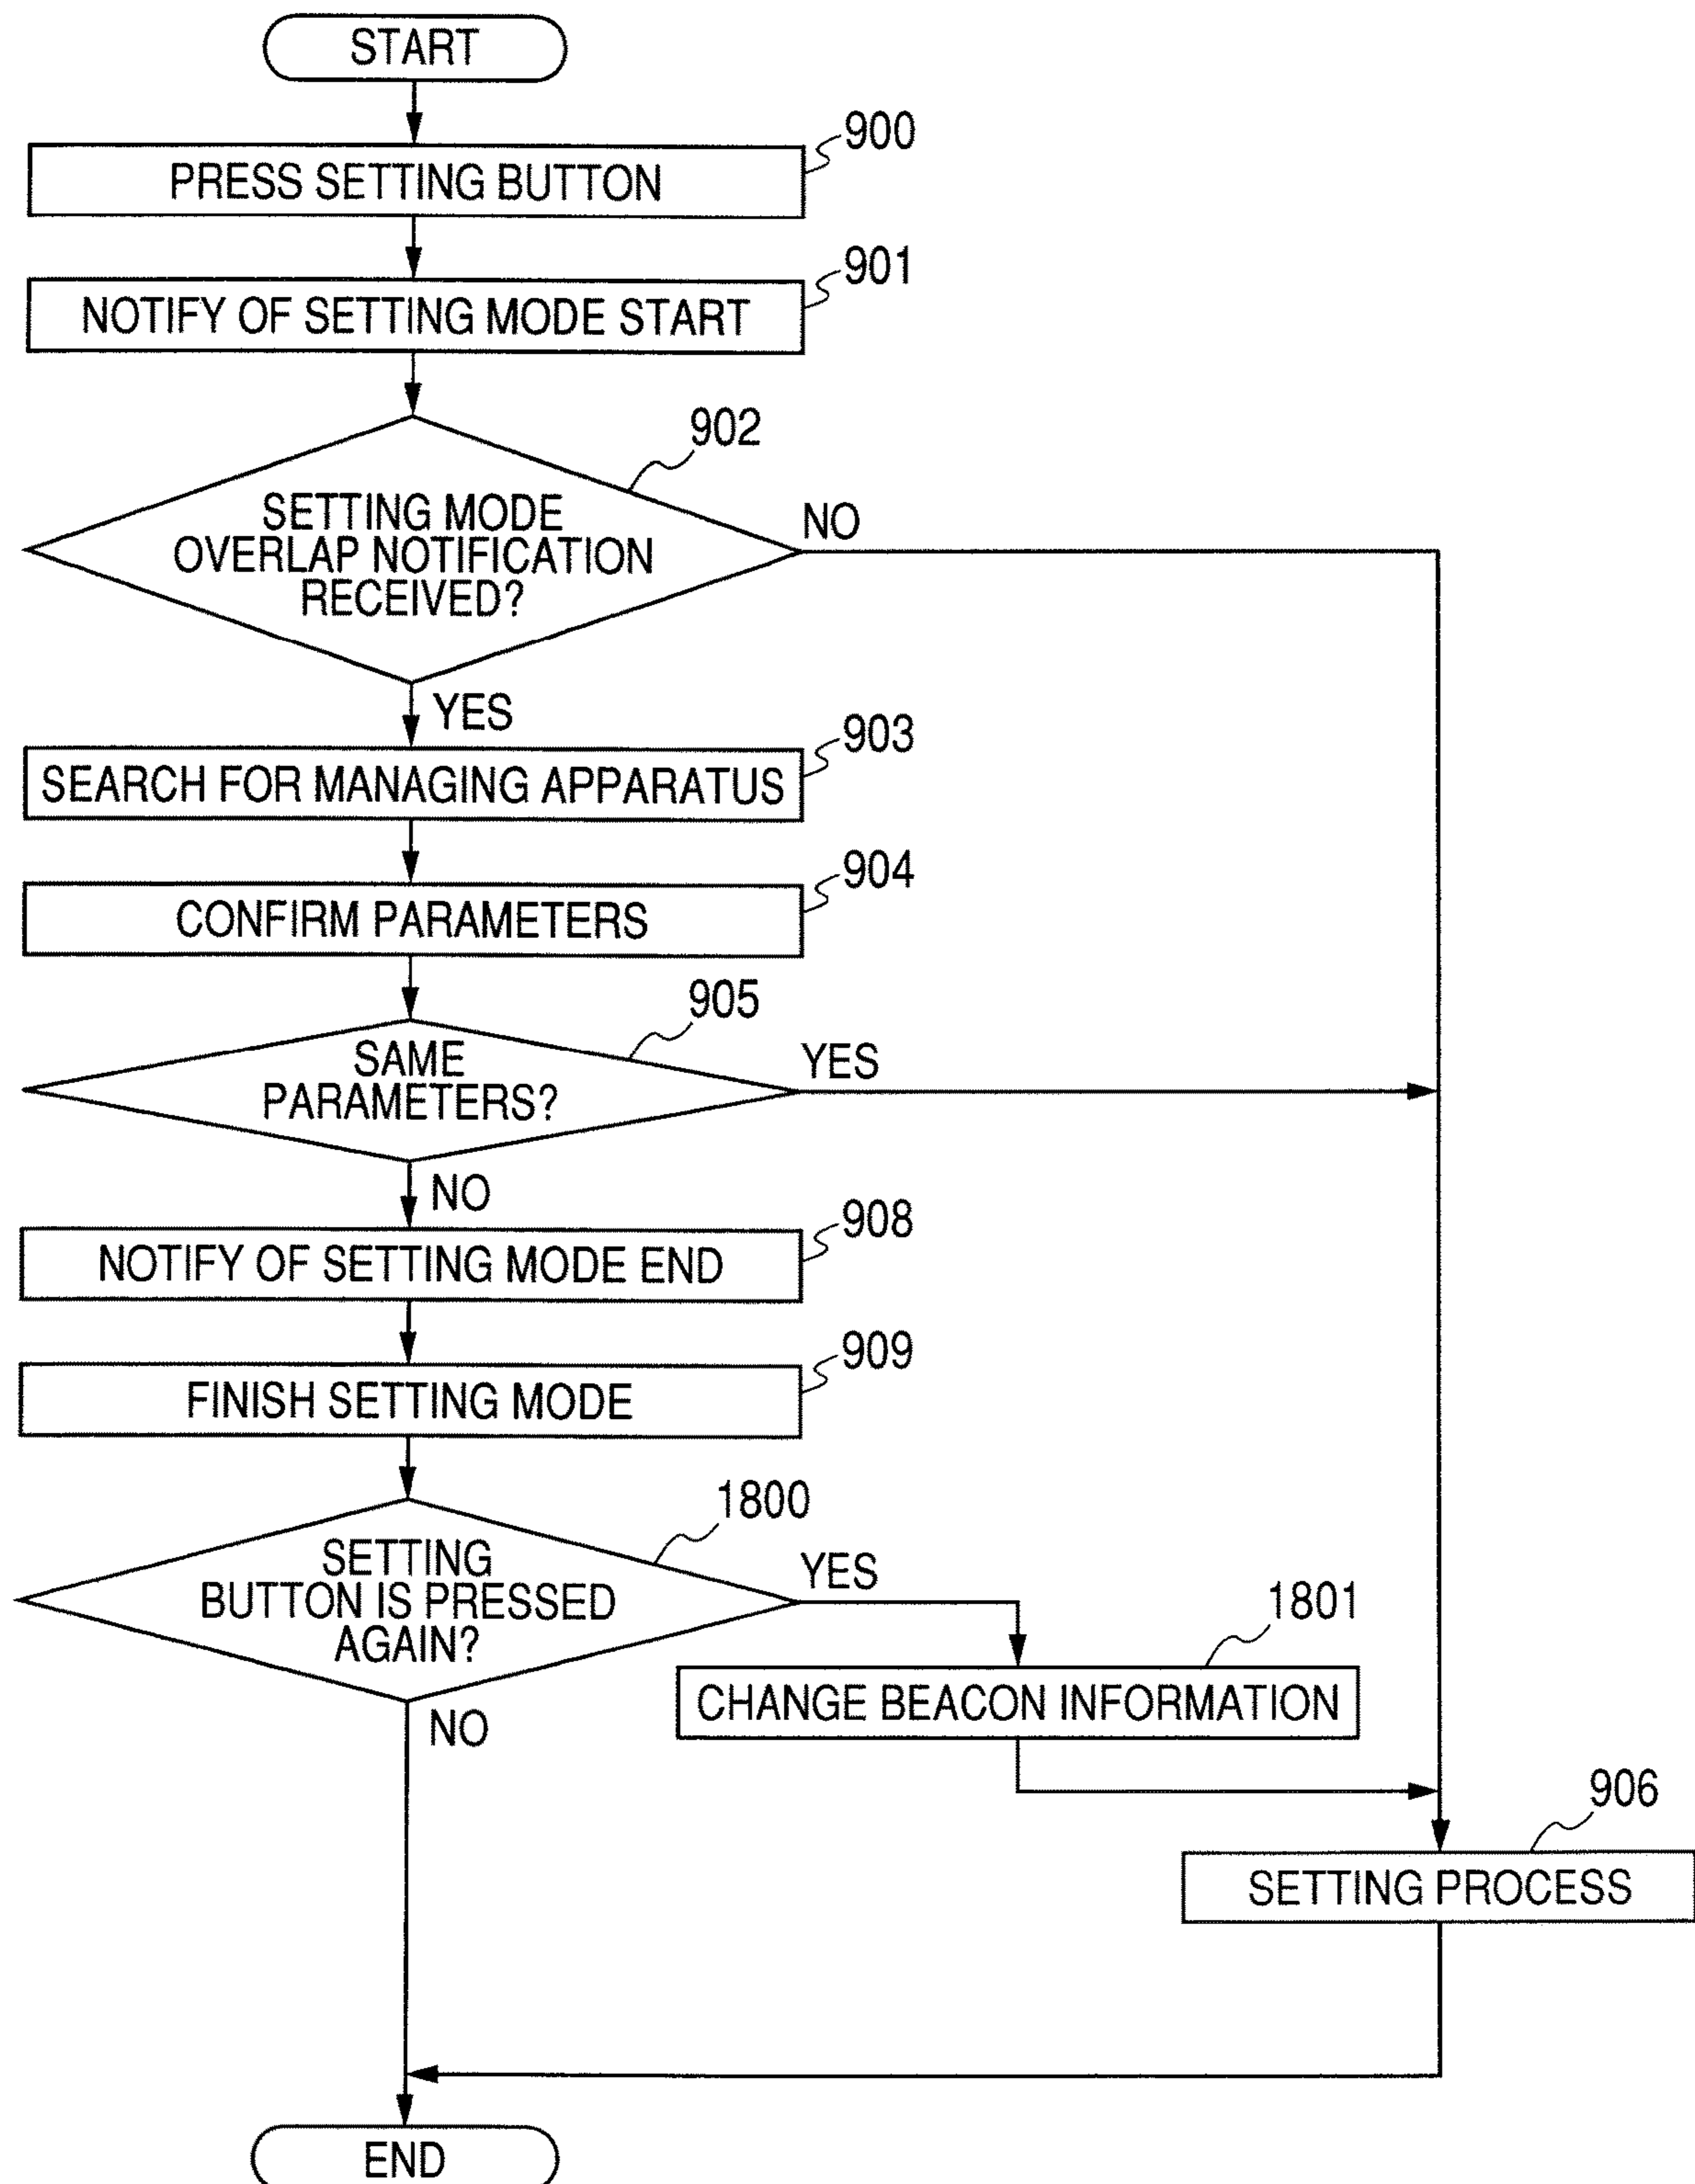 START
900
PRESS SETTING BUTTON
901
NOTIFY OF SETTING MODE START
902
SETTING MODE
OVERLAP NOTIFICATION
RECEIVED?
NO
YES
903
SEARCH FOR MANAGING APPARATUS
904
CONFIRM PARAMETERS
905
SAME
PARAMETERS?
YES
NO
908
NOTIFY OF SETTING MODE END
909
FINISH SETTING MODE
1800
SETTING
BUTTON IS PRESSED
AGAIN?
YES
1801
CHANGE BEACON INFORMATION
NO
906
SETTING PROCESS
END